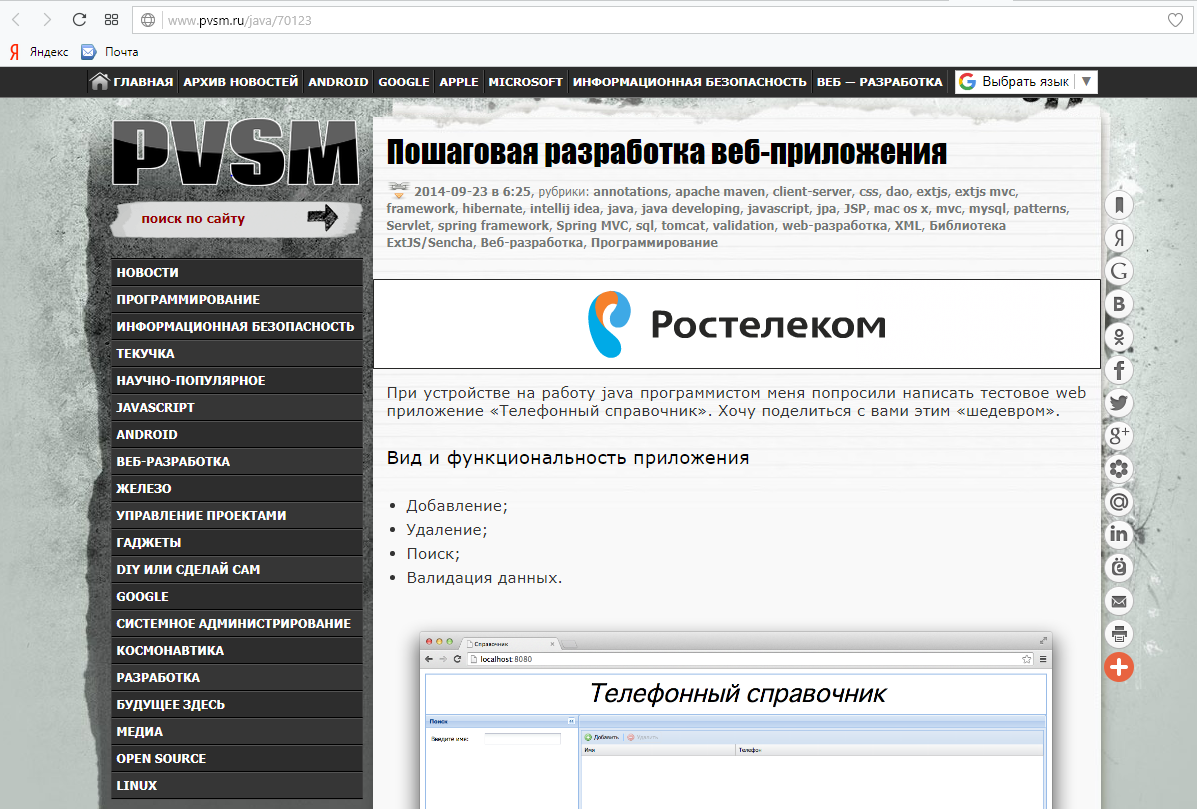 www.pvsm.ru/java/70123
Яндекс Почта
ГЛАВНАЯ АРХИВ НОВОСТЕЙ ANDROID GOOGLE APPLE MICROSOFT ИНФОРМАЦИОННАЯ БЕЗОПАСНОСТЬ ВЕБ — РАЗРАБОТКА Выбрать язык ▼
PVSM
поиск по сайту
НОВОСТИ
ПРОГРАММИРОВАНИЕ
ИНФОРМАЦИОННАЯ БЕЗОПАСНОСТЬ
ТЕКУЧКА
НАУЧНО-ПОПУЛЯРНОЕ
JAVASCRIPT
ANDROID
ВЕБ-РАЗРАБОТКА
ЖЕЛЕЗО
УПРАВЛЕНИЕ ПРОЕКТАМИ
ГАДЖЕТЫ
DIY ИЛИ СДЕЛАЙ САМ
GOOGLE
СИСТЕМНОЕ АДМИНИСТРИРОВАНИЕ
КОСМОНАВТИКА
РАЗРАБОТКА
БУДУЩЕЕ ЗДЕСЬ
МЕДИА
OPEN SOURCE
LINUX
Пошаговая разработка веб-приложения
2014-09-23 в 6:25, рубрики: annotations, apache maven, client-server, css, dao, extjs, extjs mvc,
framework, hibernate, intellij idea, java, java developing, javascript, jpa, JSP, mac os x, mvc, mysql, patterns,
Servlet, spring framework, Spring MVC, sql, tomcat, validation, web-разработка, XML, Библиотека
ExtJS/Sencha, Веб-разработка, Программирование
Ростелеком
При устройстве на работу java программистом меня попросили написать тестовое web
приложение «Телефонный справочник». Хочу поделиться с вами этим «шедевром».
Вид и функциональность приложения
• Добавление;
• Удаление;
• Поиск;
• Валидация данных.
Справочник
localhost:8080
Телефонный справочник
Поиск
Введите имя:
Добавить Удалить
Имя Телефон